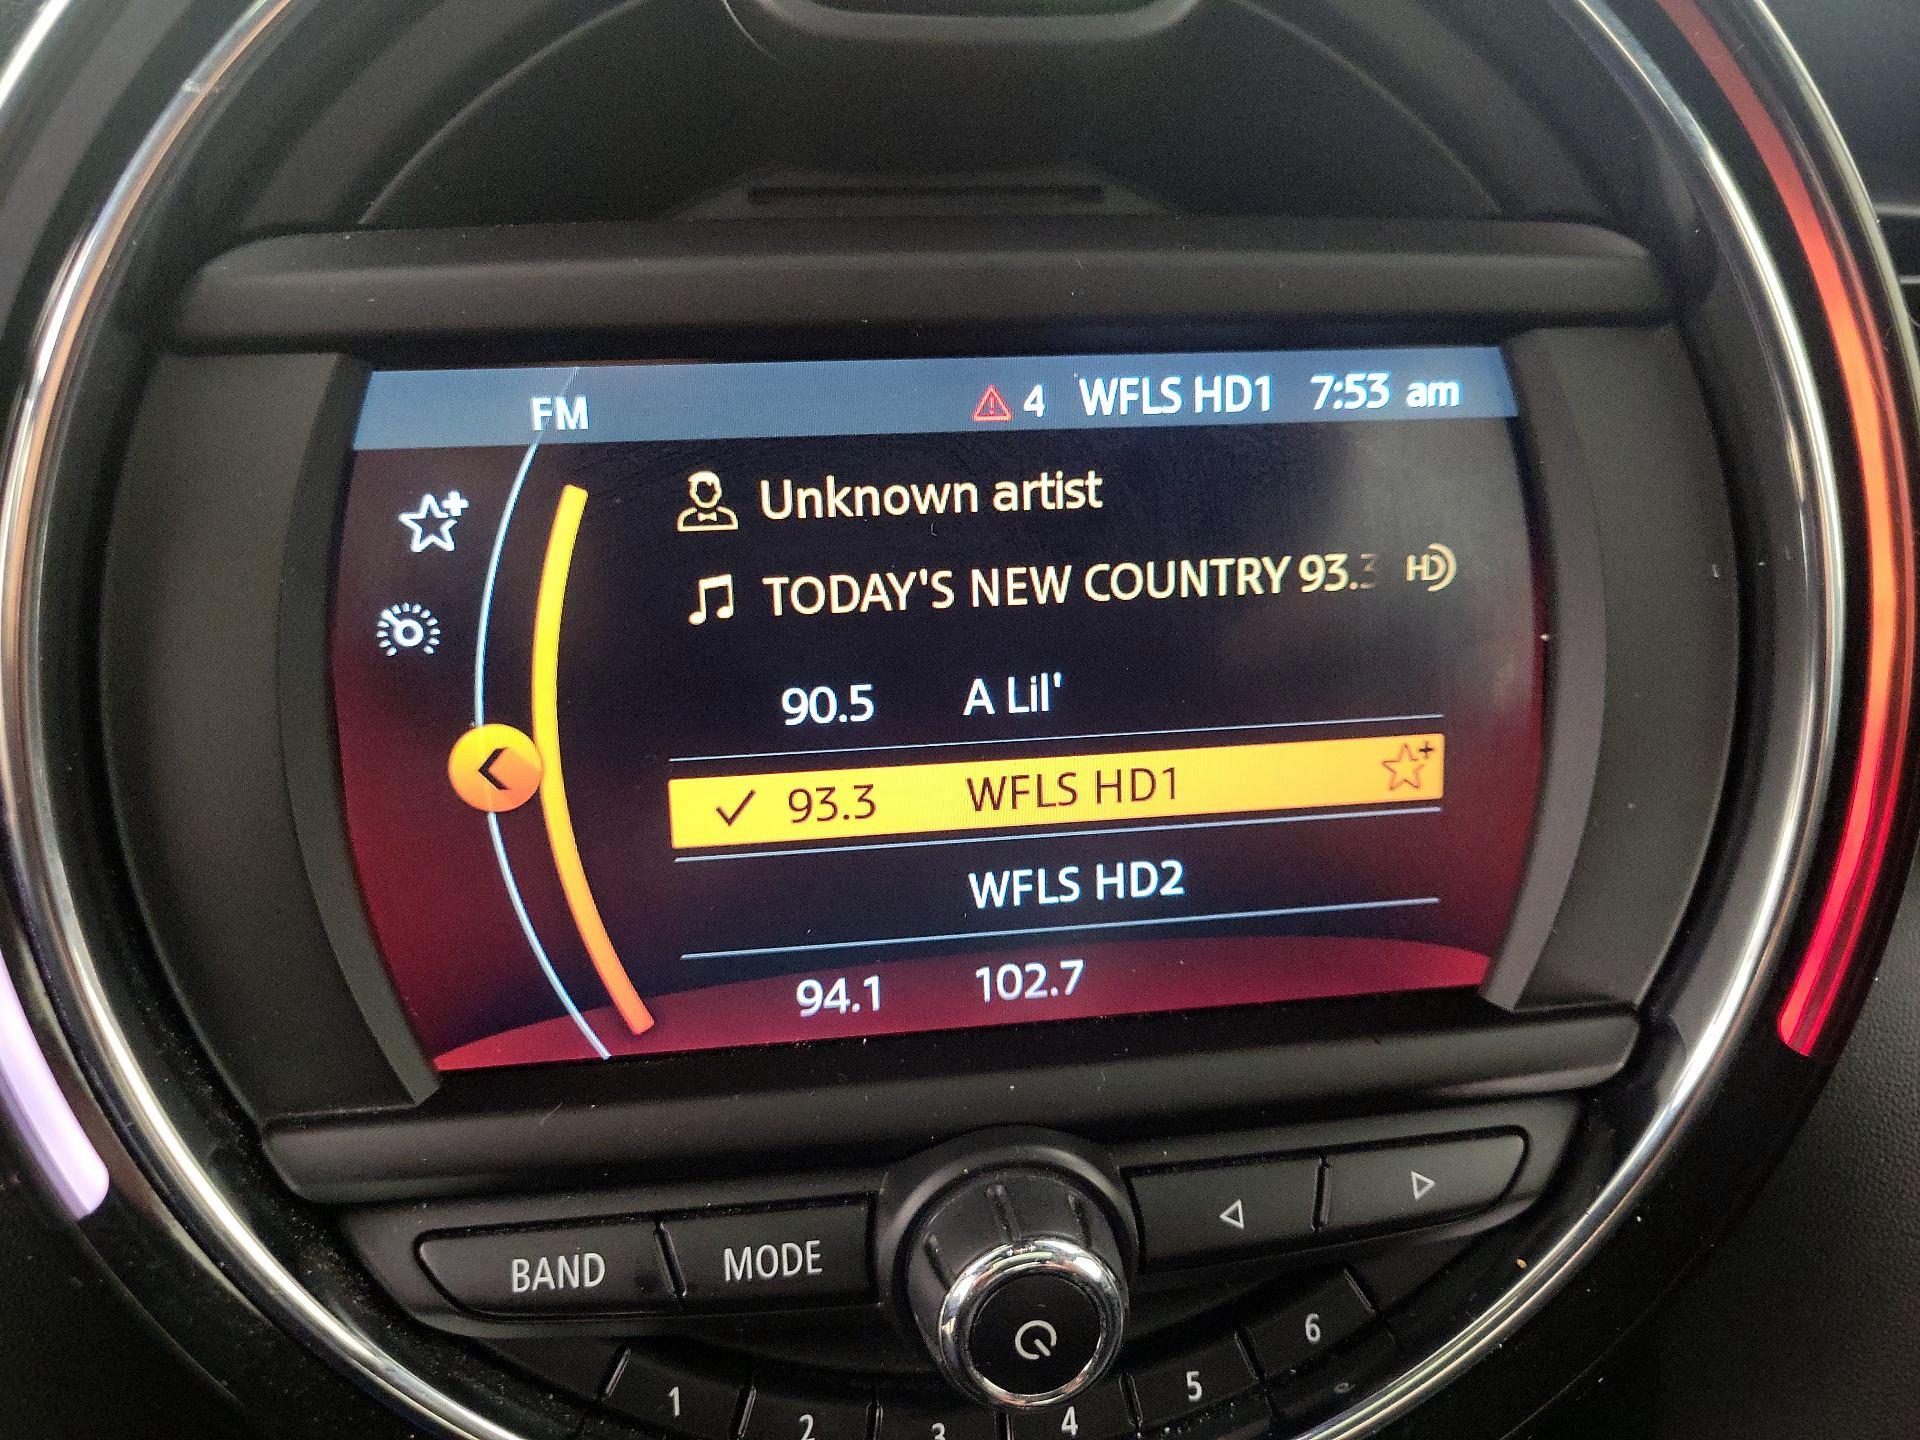 FM 4 WFLS HD1 7:53 am
Unknown artist
TODAY'S NEW COUNTRY 93.3 HD
90.5 A Lil'
93.3 WFLS HD1
WFLS HD2
94.1 102.7
BAND MODE
1 2 3 4 5 6